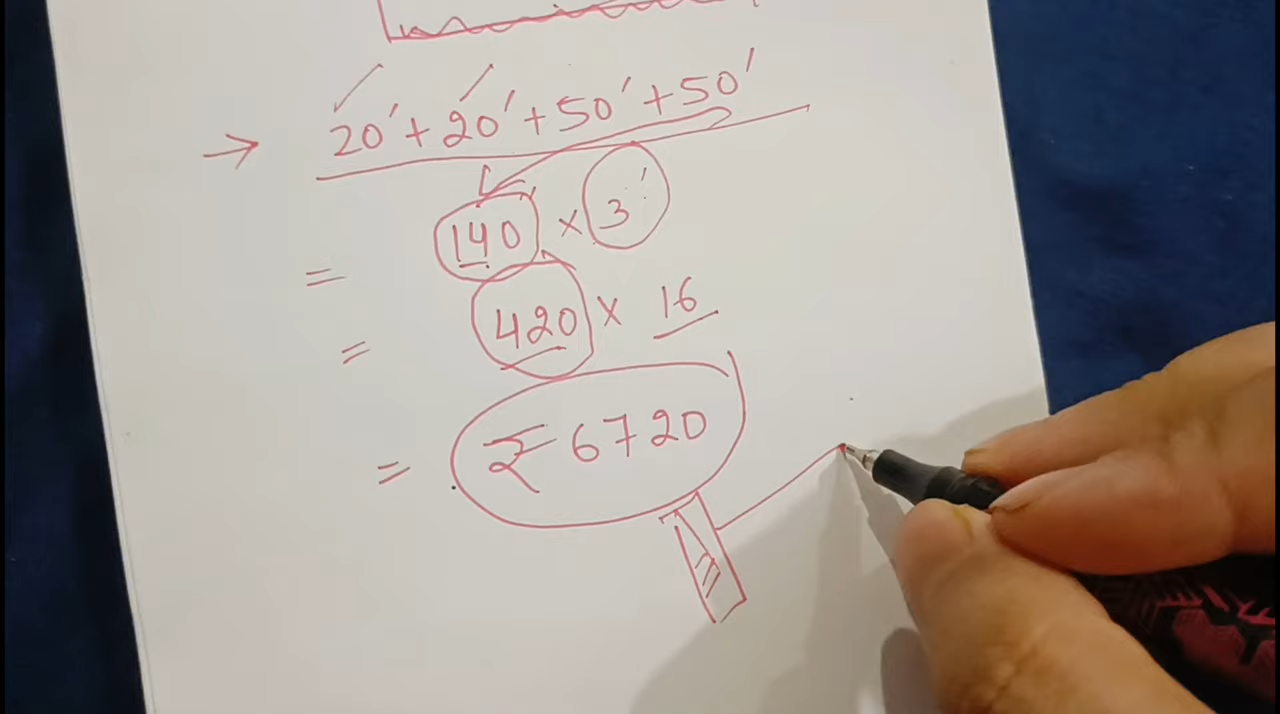 → 20' + 20' + 50' + 50'
= 140 × 3'
= 420 × 16
= ₹ 6720